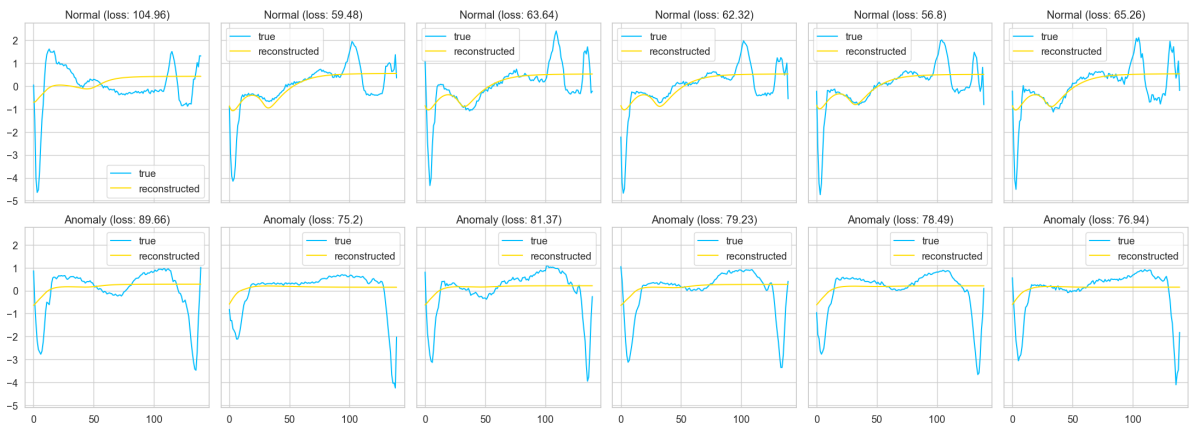 Normal (loss: 104.96)
Normal (loss: 59.48)
Normal (loss: 63.64)
Normal (loss: 62.32)
Normal (loss: 56.8)
Normal (loss: 65.26)
2
1
0
−1
−2
−3
−4
−5
true
reconstructed
true
reconstructed
true
reconstructed
true
reconstructed
true
reconstructed
true
reconstructed
Anomaly (loss: 89.66)
Anomaly (loss: 75.2)
Anomaly (loss: 81.37)
Anomaly (loss: 79.23)
Anomaly (loss: 78.49)
Anomaly (loss: 76.94)
2
1
0
−1
−2
−3
−4
−5
true
reconstructed
true
reconstructed
true
reconstructed
true
reconstructed
true
reconstructed
true
reconstructed
0 50 100
0 50 100
0 50 100
0 50 100
0 50 100
0 50 100